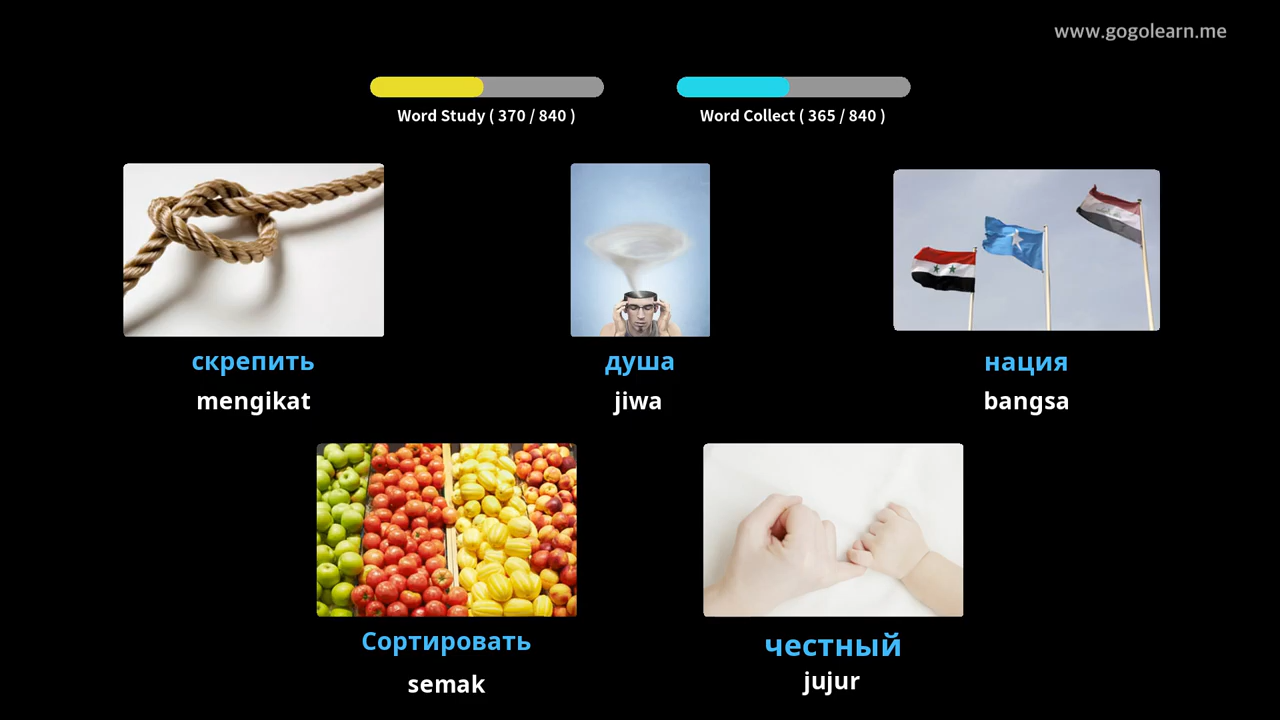 www.gogolearn.me
Word Study ( 370 / 840 )
Word Collect ( 365 / 840 )
скрепить
mengikat
душа
jiwa
нация
bangsa
Сортировать
semak
честный
jujur